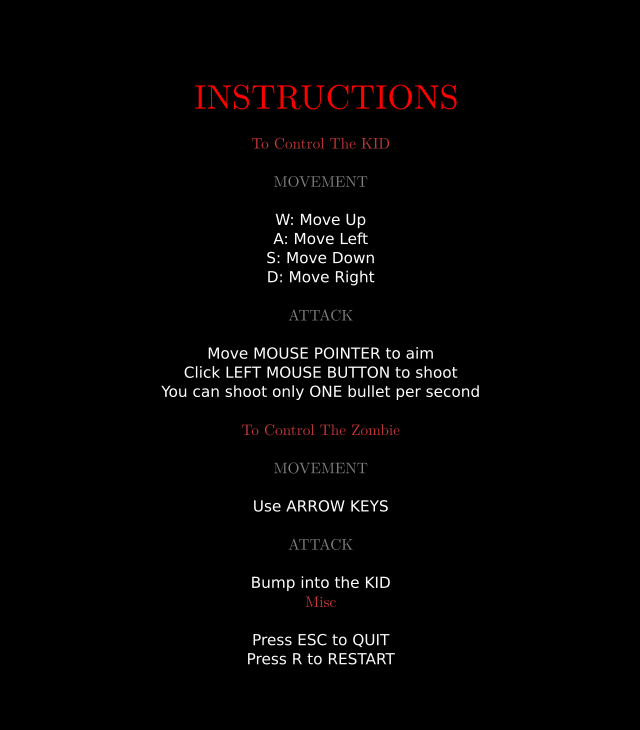 INSTRUCTIONS
To Control The KID
MOVEMENT
W: Move Up
A: Move Left
S: Move Down
D: Move Right
ATTACK
Move MOUSE POINTER to aim
Click LEFT MOUSE BUTTON to shoot
You can shoot only ONE bullet per second
To Control The Zombie
MOVEMENT
Use ARROW KEYS
ATTACK
Bump into the KID
Misc
Press ESC to QUIT
Press R to RESTART